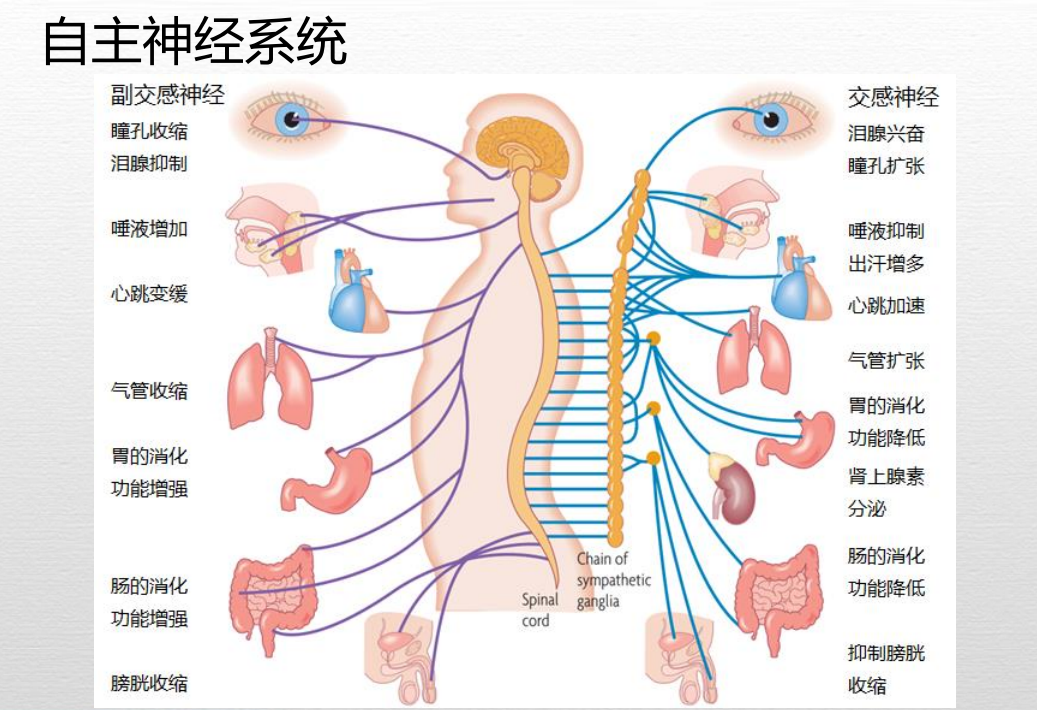 自主神经系统
副交感神经
瞳孔收缩
泪腺抑制
唾液增加
心跳变缓
气管收缩
胃的消化
功能增强
肠的消化
功能增强
膀胱收缩
Spinal
cord
Chain of
sympathetic
ganglia
交感神经
泪腺兴奋
瞳孔扩张
唾液抑制
出汗增多
心跳加速
气管扩张
胃的消化
功能降低
肾上腺素
分泌
肠的消化
功能降低
抑制膀胱
收缩